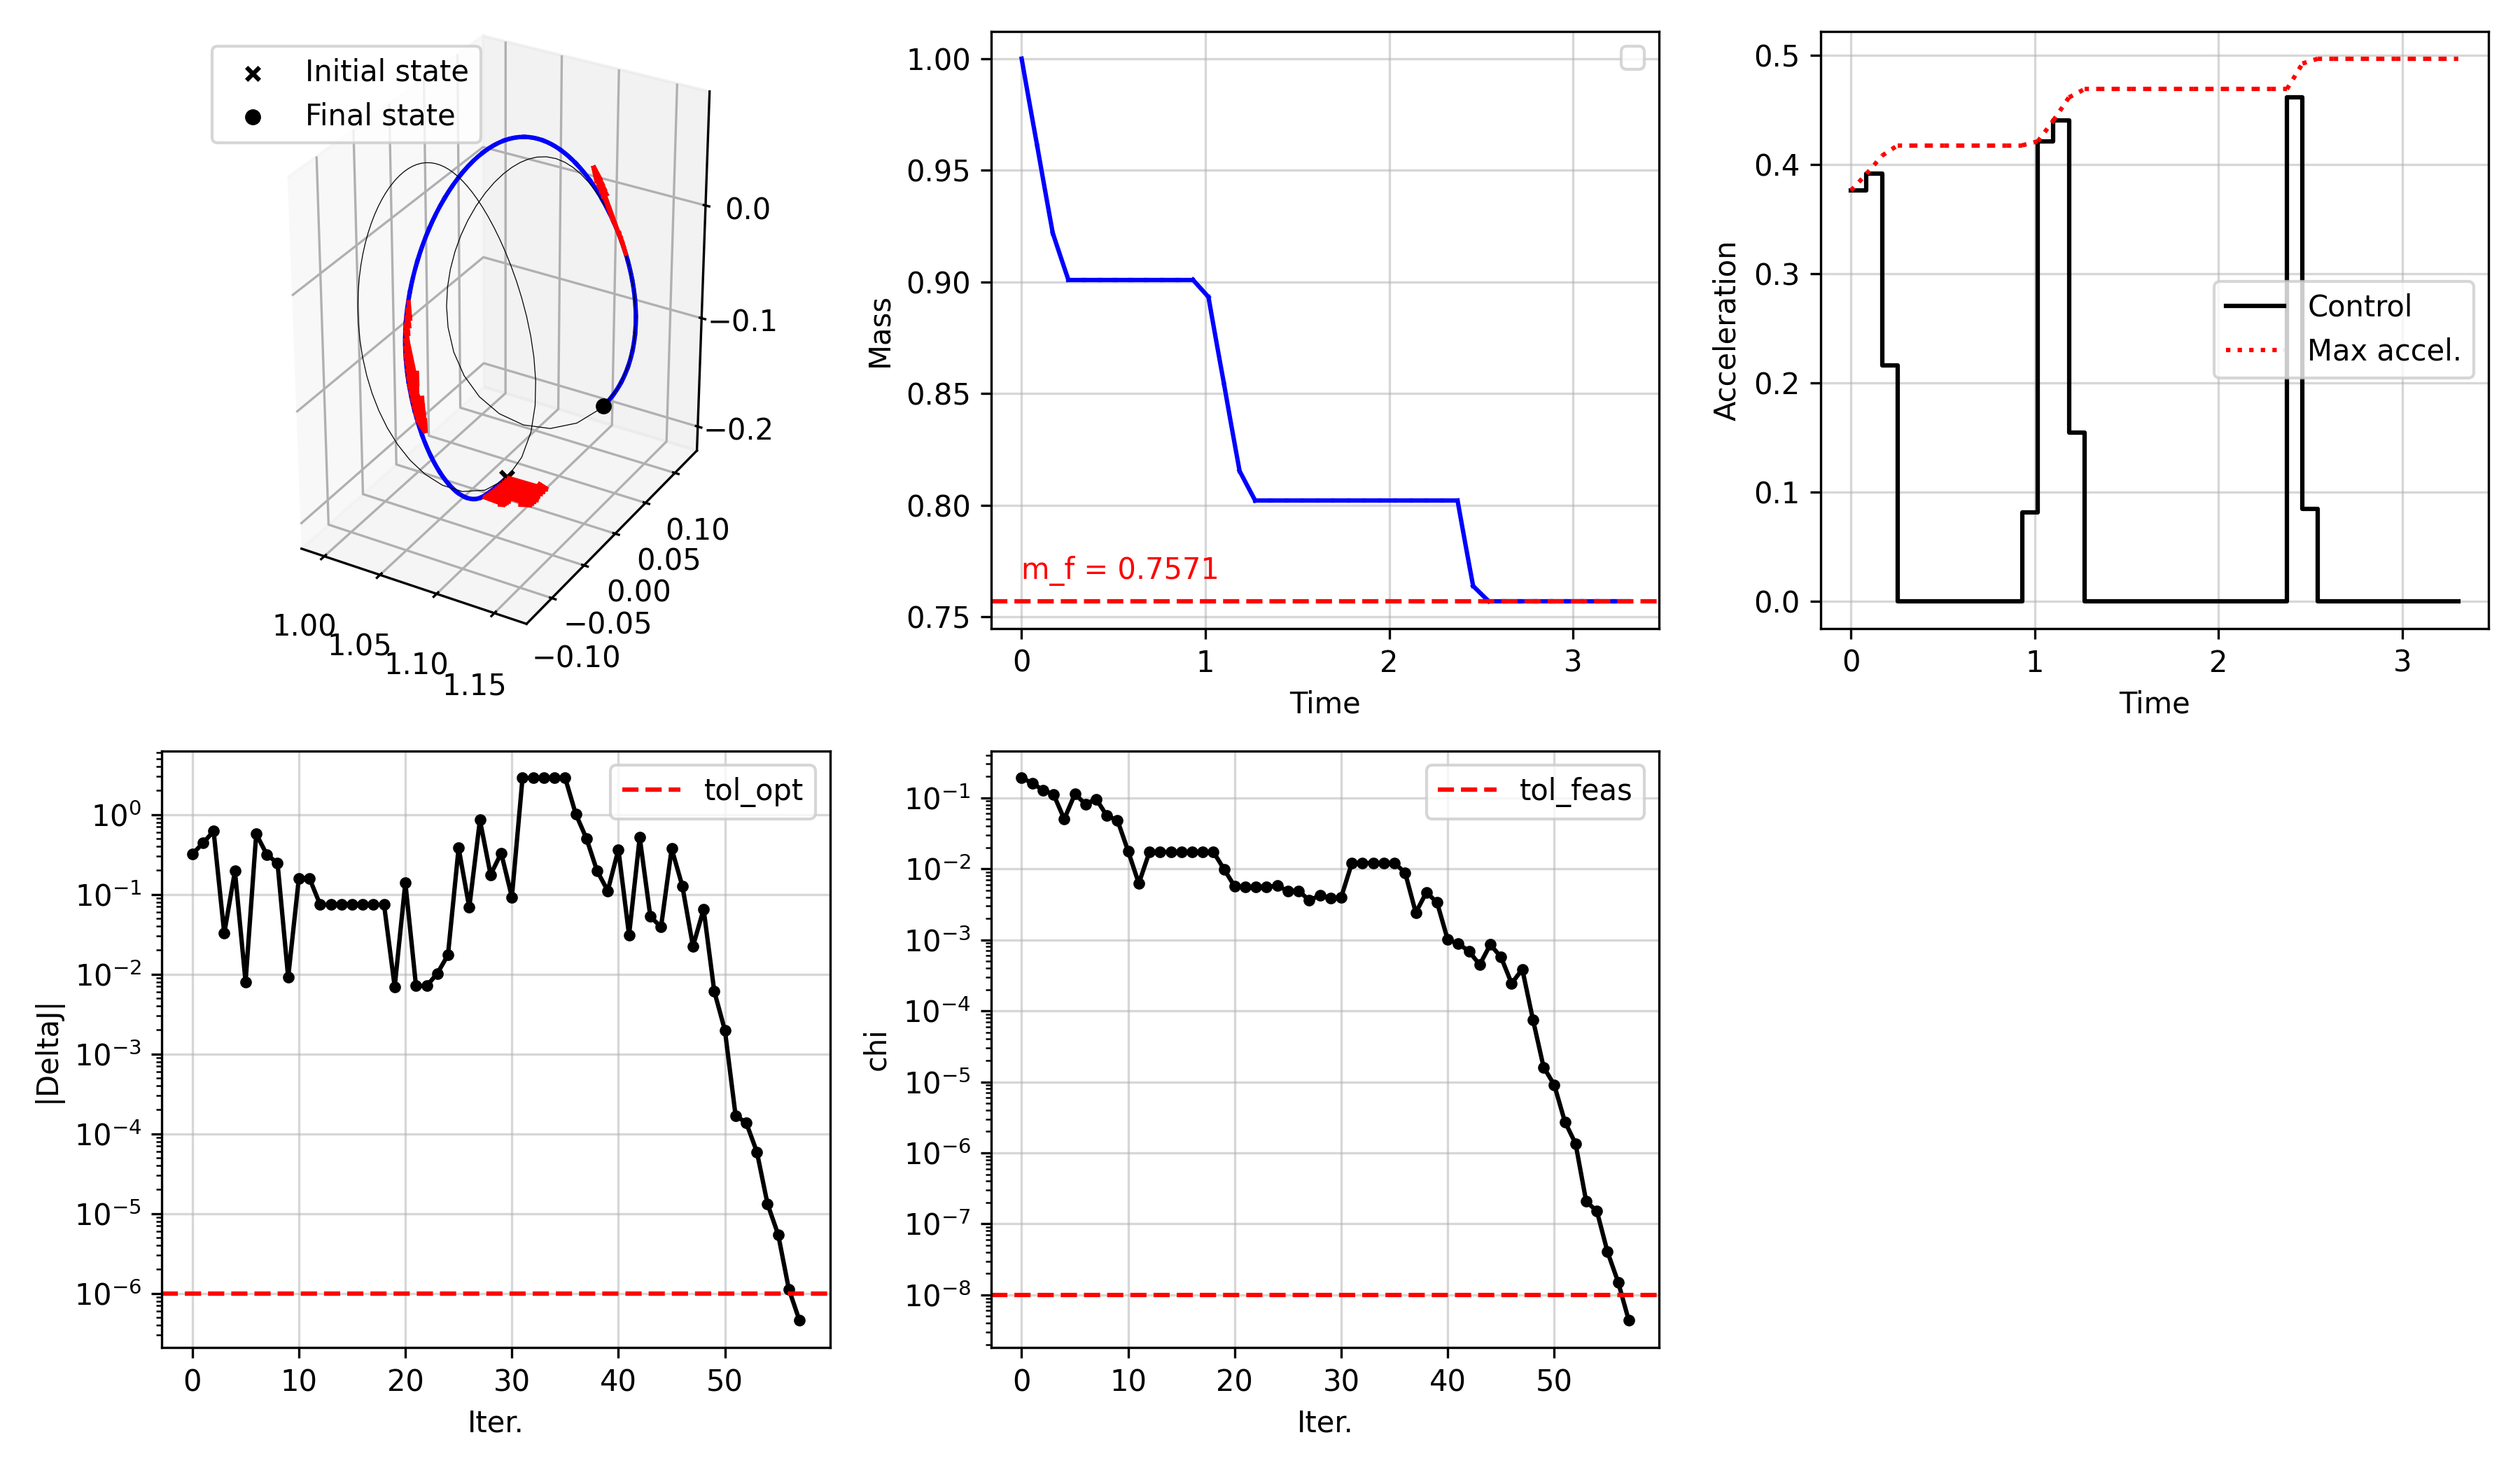 Initial state
Final state
0.0
−0.1
−0.2
0.10
0.05
0.00
−0.05
−0.10
1.00
1.05
1.10
1.15
Mass
1.00
0.95
0.90
0.85
0.80
0.75
m_f = 0.7571
0 1 2 3
Time
Acceleration
0.5
0.4
0.3
0.2
0.1
0.0
Control
Max accel.
0 1 2 3
Time
|DeltaJ|
10⁰
10⁻¹
10⁻²
10⁻³
10⁻⁴
10⁻⁵
10⁻⁶
tol_opt
0 10 20 30 40 50
Iter.
chi
10⁻¹
10⁻²
10⁻³
10⁻⁴
10⁻⁵
10⁻⁶
10⁻⁷
10⁻⁸
tol_feas
0 10 20 30 40 50
Iter.